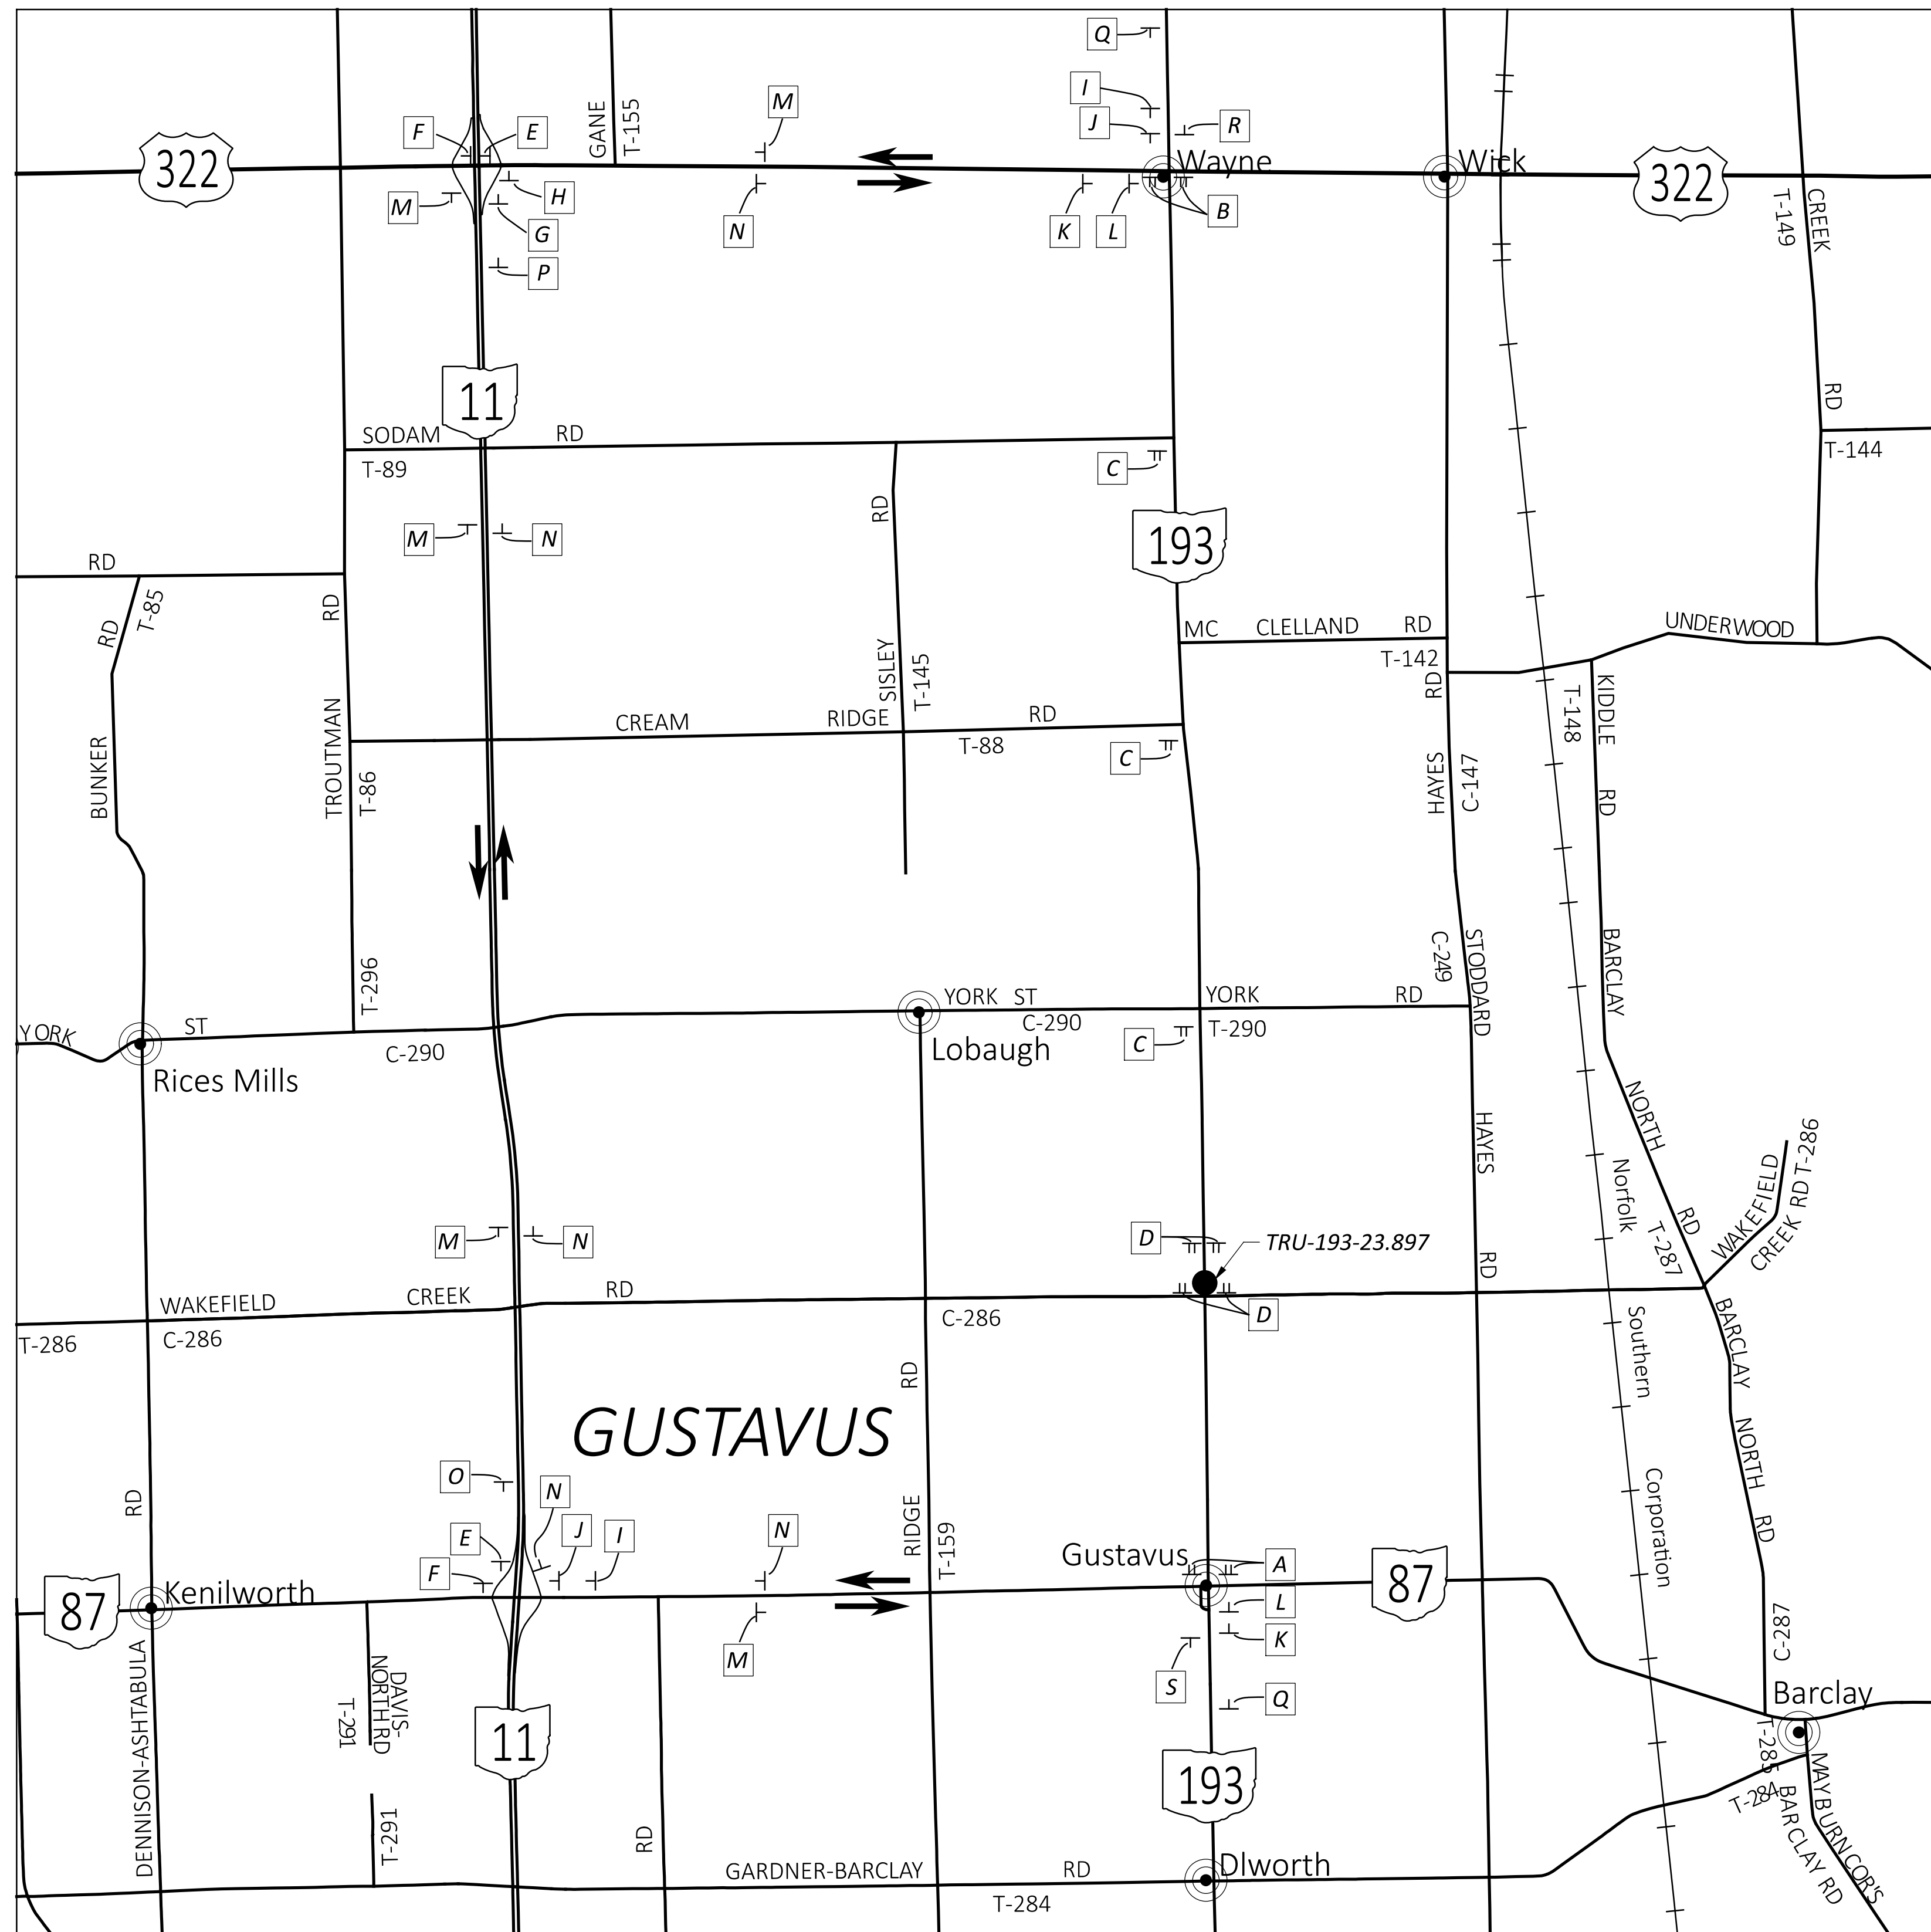 Q
I
M
J
R
F
E
GANE
T-155
Wayne
Wick
322
322
M
H
G
N
K
L
B
P
T-149
CREEK
11
RD
SODAM RD
T-89
T-144
C
RD
M
N
193
RD
RD
T-85
RD
UNDERWOOD
MC CLELLAND RD
T-142
RD
SISLEY
T-145
T-148
KIDDLE
TROUTMAN
CREAM RIDGE RD
T-88
BUNKER
T-86
C
HAYES
C-147
RD
C-249
STODDARD
BARCLAY
T-296
YORK ST
YORK ST
YORK RD
C-290
C-290
T-290
C
Lobaugh
Rices Mills
NORTH
HAYES
WAKEFIELD
CREEK RD T-286
Norfolk
RD
T-287
M
N
D
TRU-193-23.897
RD
WAKEFIELD CREEK RD
T-286
C-286
C-286
D
BARCLAY
Southern
RD
GUSTAVUS
NORTH
O
N
RD
Corporation
RD
E
J
I
N
RIDGE
T-159
Gustavus
A
F
87
Kenilworth
87
L
M
K
S
Q
C-287
DENNISON-ASHTABULA
T-291
NORTH RD
DAVIS-
11
193
Barclay
T-285
T-284
BARCLAY RD
MAYBURNCOR'S
T-291
RD
GARDNER-BARCLAY RD
T-284
Dlworth